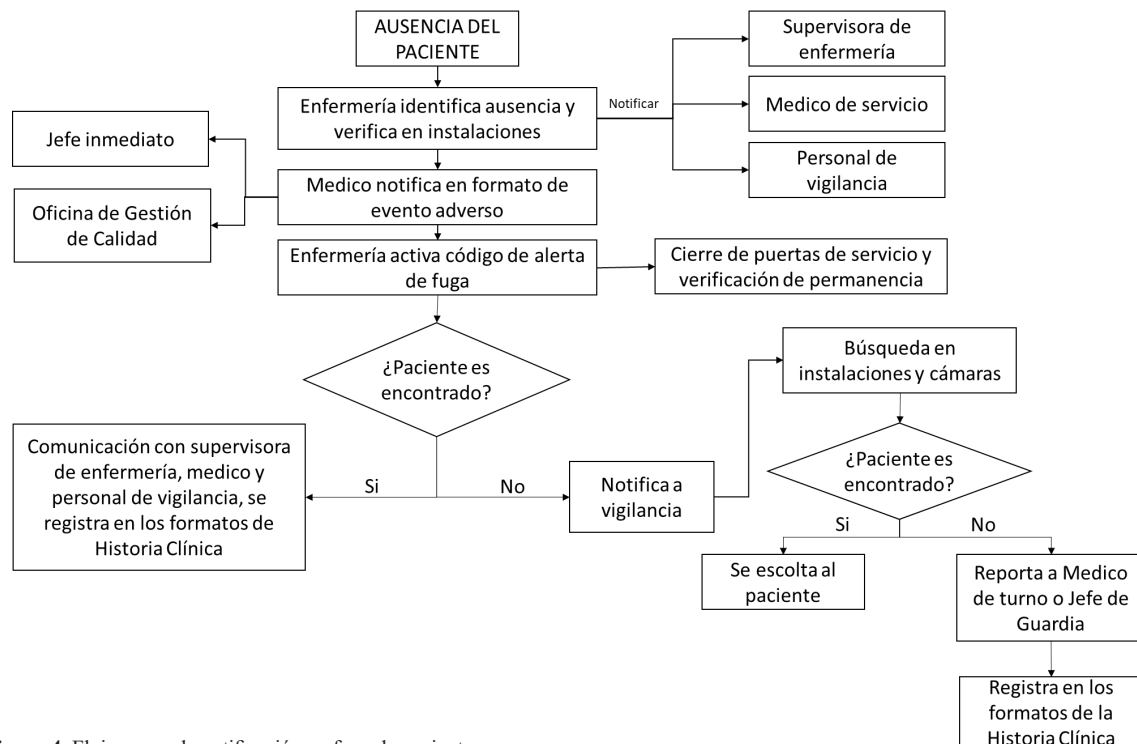 AUSENCIA DEL
PACIENTE
Enfermería identifica ausencia y
verifica en instalaciones
Notificar
Supervisora de
enfermería
Medico de servicio
Personal de
vigilancia
Jefe inmediato
Oficina de Gestión
de Calidad
Medico notifica en formato de
evento adverso
Enfermería activa código de alerta
de fuga
Cierre de puertas de servicio y
verificación de permanencia
¿Paciente es
encontrado?
Si
No
Comunicación con supervisora
de enfermería, medico y
personal de vigilancia, se
registra en los formatos de
Historia Clínica
Notifica a
vigilancia
Búsqueda en
instalaciones y cámaras
¿Paciente es
encontrado?
Si
No
Se escolta al
paciente
Reporta a Medico
de turno o Jefe de
Guardia
Registra en los
formatos de la
Historia Clínica